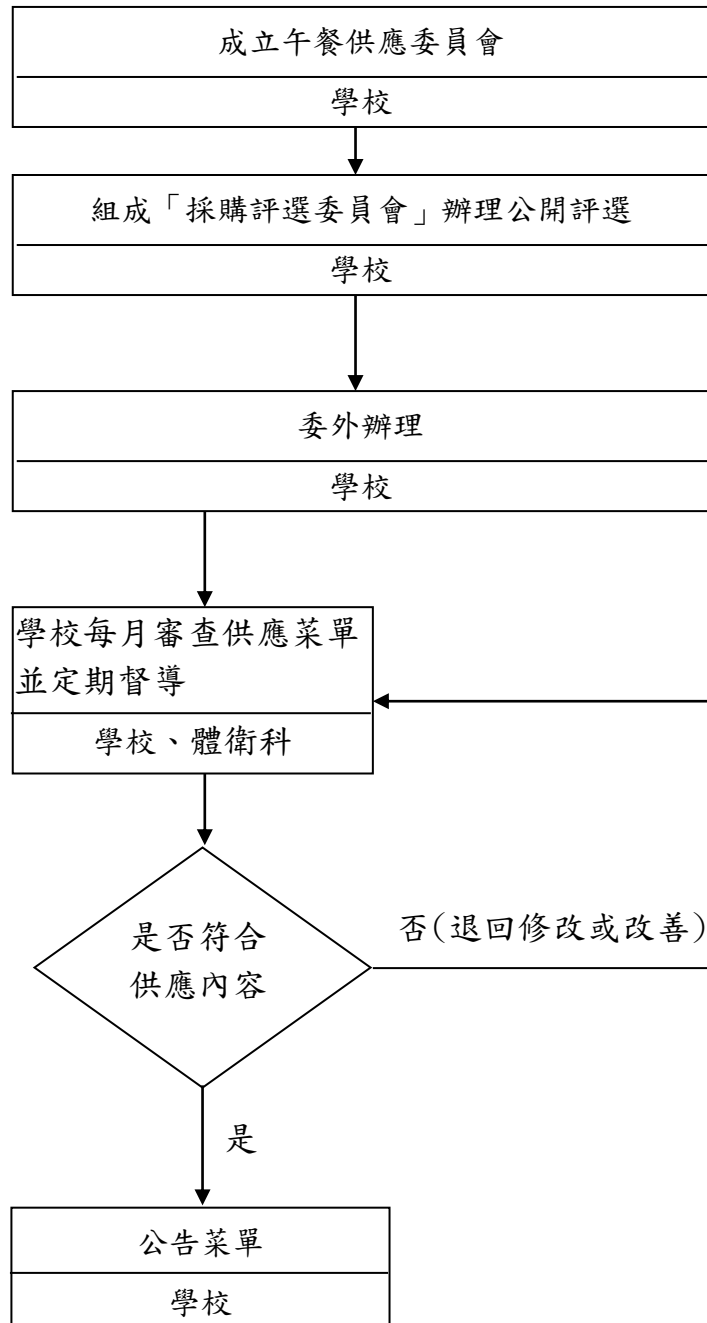 成立午餐供應委員會
學校
組成「採購評選委員會」辦理公開評選
學校
委外辦理
學校
學校每月審查供應菜單
並定期督導
學校、體衛科
是否符合
供應內容
否(退回修改或改善)
是
公告菜單
學校